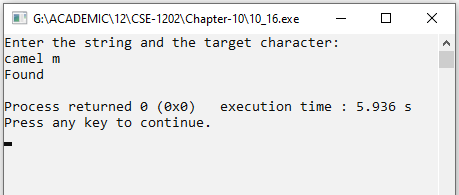 G:\ACADEMIC\12\CSE-1202\Chapter-10\10_16.exe
Enter the string and the target character:
camel m
Found
Process returned 0 (0x0)   execution time : 5.936 s
Press any key to continue.